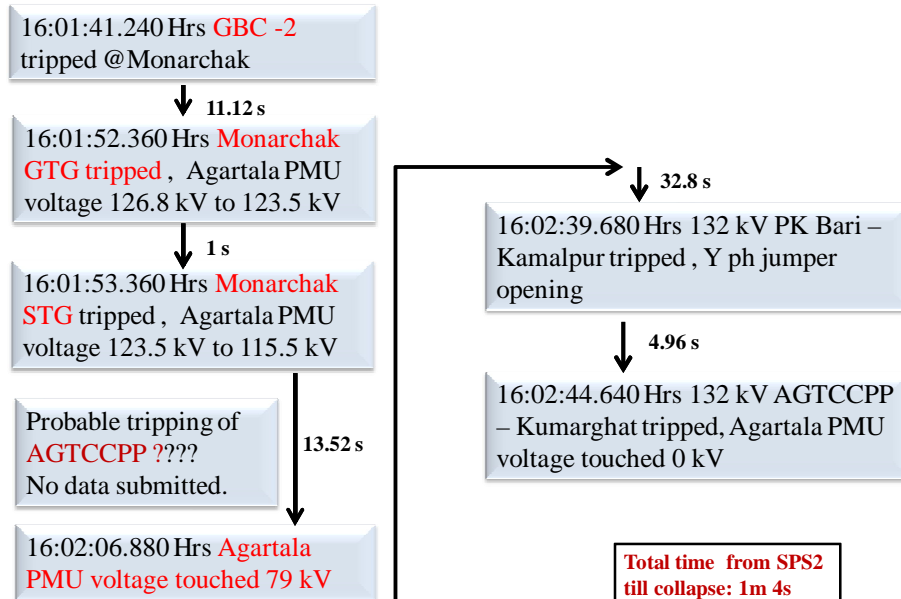 16:01:41.240 Hrs GBC -2
tripped @Monarchak
11.12 s
16:01:52.360 Hrs Monarchak
GTG tripped , Agartala PMU
voltage 126.8 kV to 123.5 kV
1 s
16:01:53.360 Hrs Monarchak
STG tripped , Agartala PMU
voltage 123.5 kV to 115.5 kV
Probable tripping of
AGTCCPP ????
No data submitted.
13.52 s
16:02:06.880 Hrs Agartala
PMU voltage touched 79 kV
32.8 s
16:02:39.680 Hrs 132 kV PK Bari –
Kamalpur tripped , Y ph jumper
opening
4.96 s
16:02:44.640 Hrs 132 kV AGTCCPP
– Kumarghat tripped, Agartala PMU
voltage touched 0 kV
Total time from SPS2
till collapse: 1m 4s